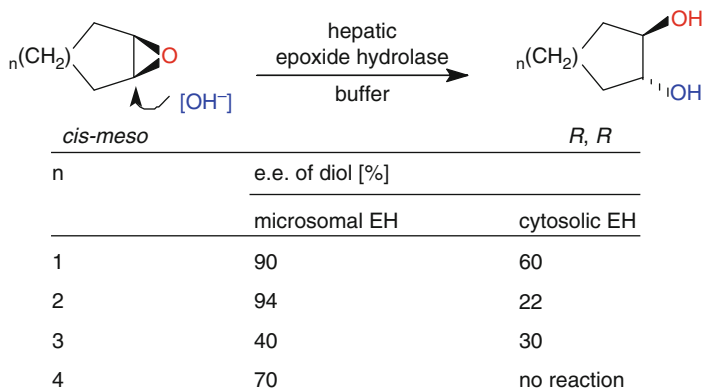 hepatic
epoxide hydrolase
buffer
n(CH2)
O
[OH–]
n(CH2)
OH
OH
cis-meso R, R
n e.e. of diol [%]
microsomal EH cytosolic EH
1 90 60
2 94 22
3 40 30
4 70 no reaction